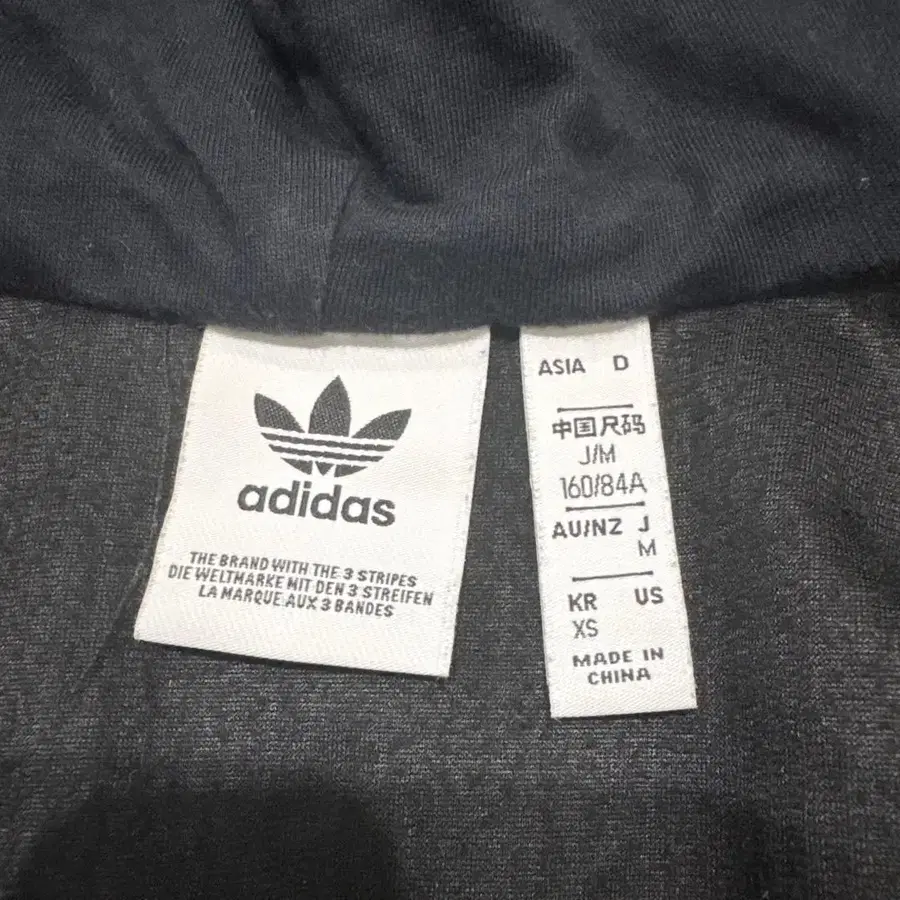 adidas
THE BRAND WITH THE 3 STRIPES
DIE WELTMARKE MIT DEN 3 STREIFEN
LA MARQUE AUX 3 BANDES
ASIA D
中国尺码
J/M
160/84A
AU/NZ J
M
KR US
XS
MADE IN
CHINA